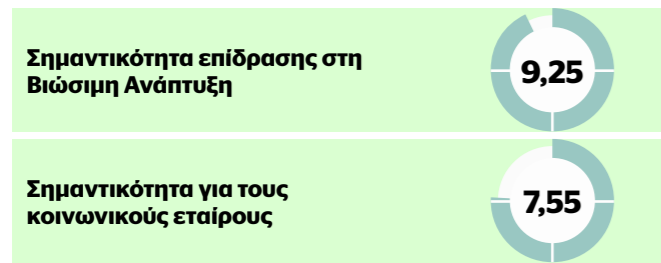 Σημαντικότητα επίδρασης στη
Βιώσιμη Ανάπτυξη
9,25
Σημαντικότητα για τους
κοινωνικούς εταίρους
7,55